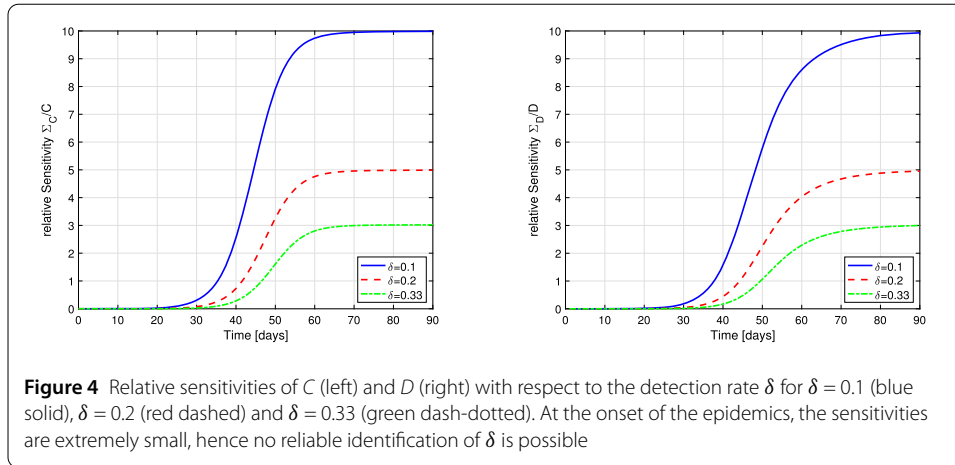 10
9
8
7
6
5
4
3
2
1
0
relative Sensitivity Σ_C/C
0 10 20 30 40 50 60 70 80 90
Time [days]
δ=0.1
δ=0.2
δ=0.33
10
9
8
7
6
5
4
3
2
1
0
relative Sensitivity Σ_D/D
0 10 20 30 40 50 60 70 80 90
Time [days]
δ=0.1
δ=0.2
δ=0.33
Figure 4 Relative sensitivities of C (left) and D (right) with respect to the detection rate δ for δ = 0.1 (blue
solid), δ = 0.2 (red dashed) and δ = 0.33 (green dash-dotted). At the onset of the epidemics, the sensitivities
are extremely small, hence no reliable identification of δ is possible